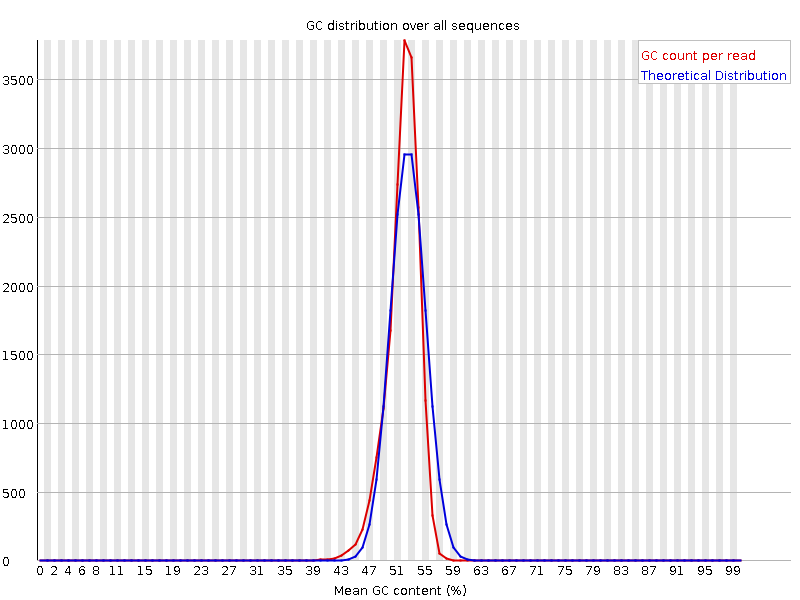 GC distribution over all sequences
GC count per read
Theoretical Distribution
3500
3000
2500
2000
1500
1000
500
0
0 2 4 6 8 11 15 19 23 27 31 35 39 43 47 51 55 59 63 67 71 75 79 83 87 91 95 99
Mean GC content (%)